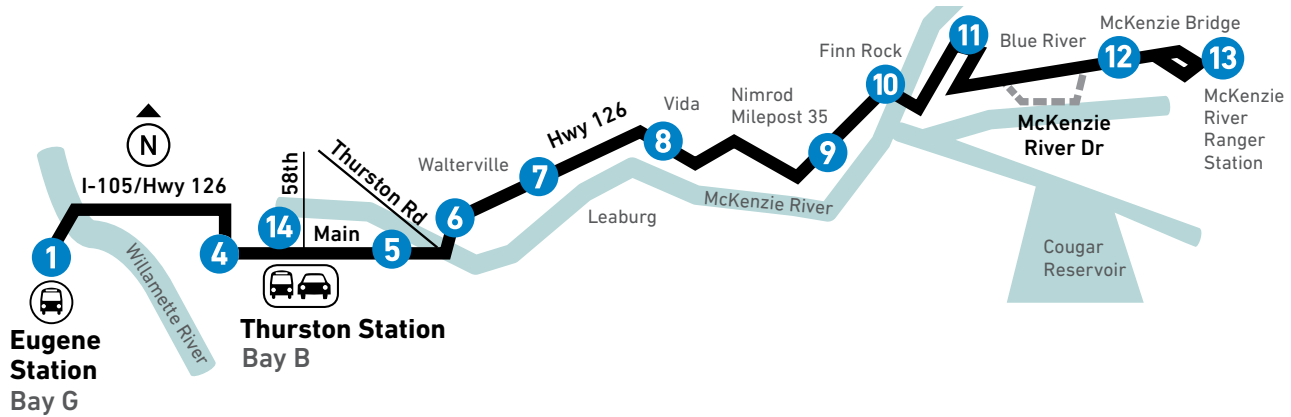 McKenzie Bridge
11
Blue River
Finn Rock
12
13
10
McKenzie
River
Ranger
Station
Nimrod
Milepost 35
Vida
Hwy 126
8
9
McKenzie
River Dr
N
Walterville
7
Thurston Rd
58th
I-105/Hwy 126
McKenzie River
Leaburg
6
14
Main
5
4
1
Willamette River
Cougar
Reservoir
Thurston Station
Bay B
Eugene
Station
Bay G